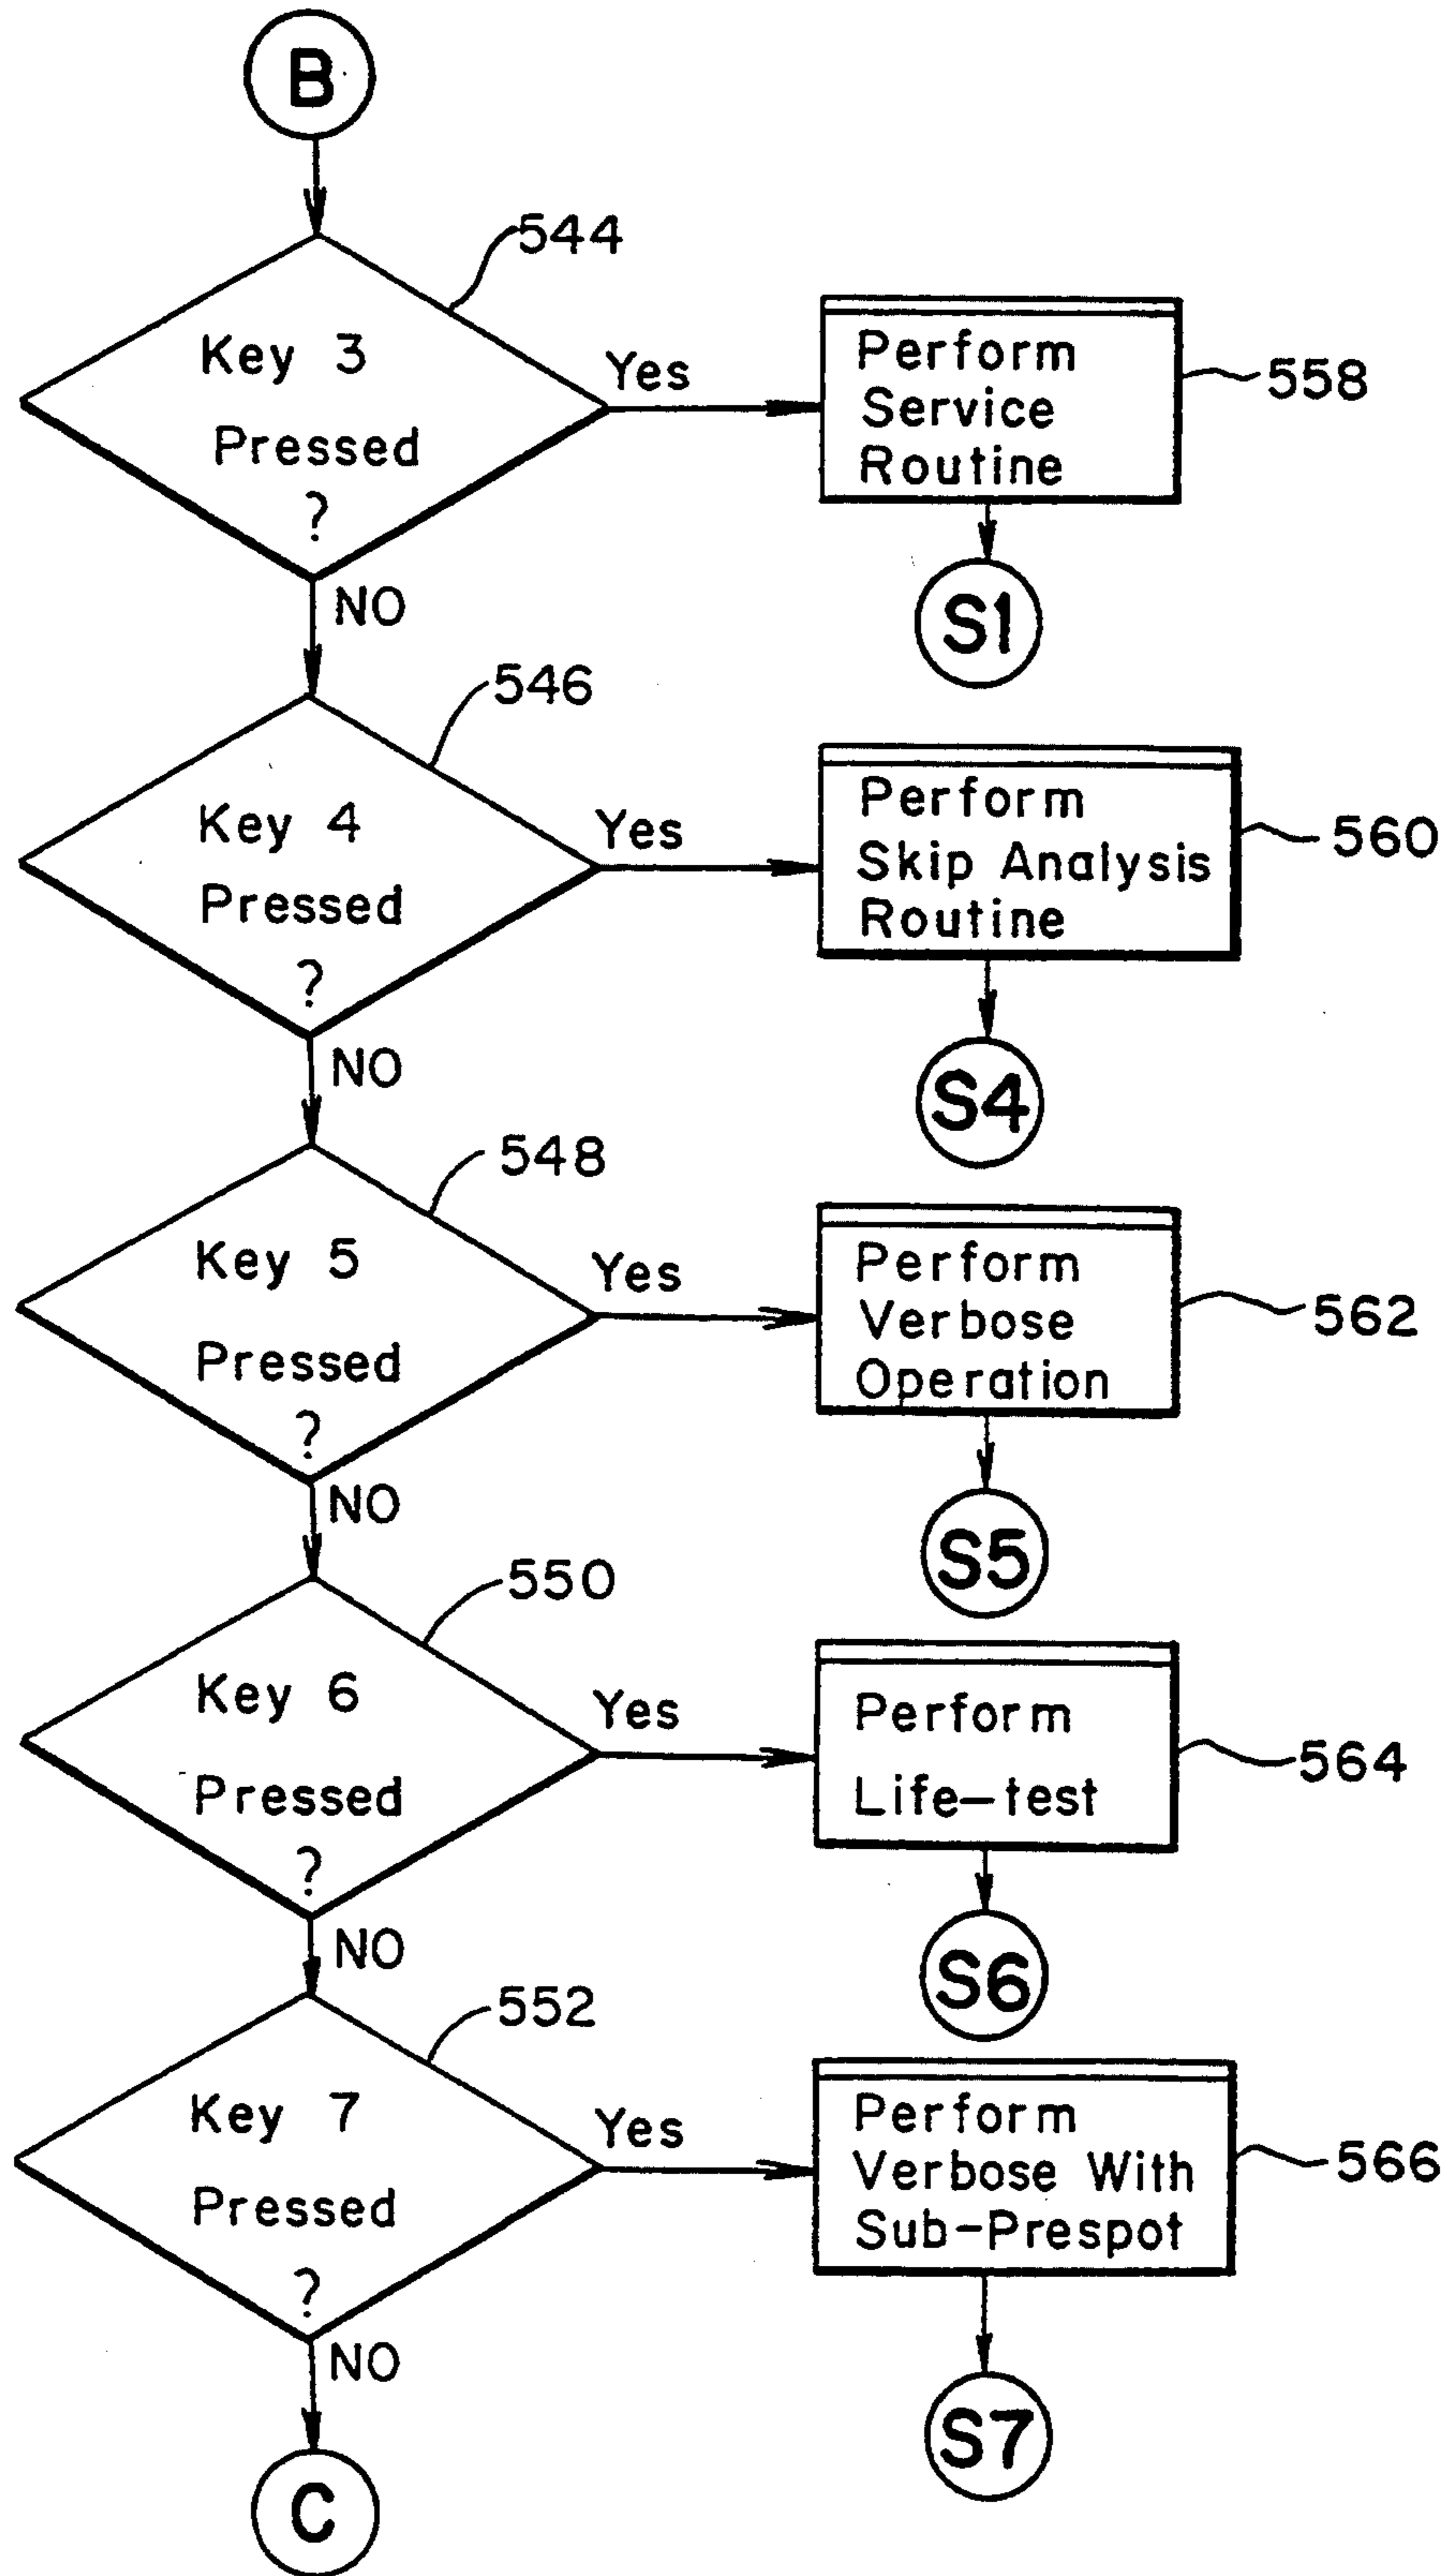 B
544
Key 3
Pressed
?
Yes
Perform
Service
Routine
558
S1
NO
546
Key 4
Pressed
?
Yes
Perform
Skip Analysis
Routine
560
S4
NO
548
Key 5
Pressed
?
Yes
Perform
Verbose
Operation
562
S5
NO
550
Key 6
Pressed
?
Yes
Perform
Life-test
564
S6
NO
552
Key 7
Pressed
?
Yes
Perform
Verbose With
Sub-Prespot
566
S7
NO
C